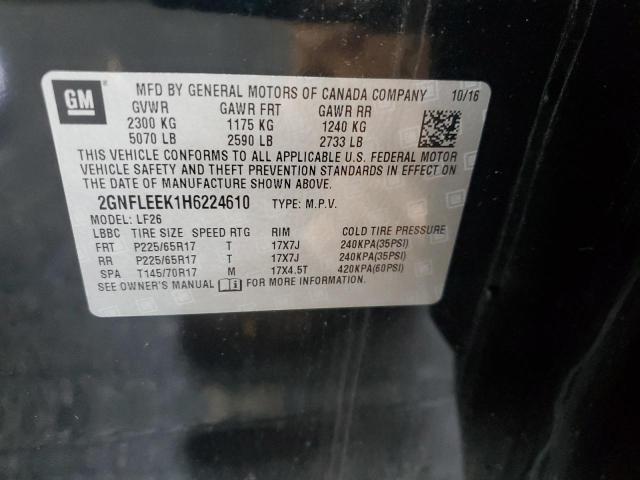 GM
MFD BY GENERAL MOTORS OF CANADA COMPANY 10/16
GVWR GAWR FRT GAWR RR
2300 KG 1175 KG 1240 KG
5070 LB 2590 LB 2733 LB
THIS VEHICLE CONFORMS TO ALL APPLICABLE U.S. FEDERAL MOTOR
VEHICLE SAFETY AND THEFT PREVENTION STANDARDS IN EFFECT ON
THE DATE OF MANUFACTURE SHOWN ABOVE.
2GNFLEEK1H6224610 TYPE: M.P.V.
MODEL: LF26
LBBC TIRE SIZE SPEED RTG RIM COLD TIRE PRESSURE
FRT P225/65R17 T 17X7J 240KPA(35PSI)
RR P225/65R17 T 17X7J 240KPA(35PSI)
SPA T145/70R17 M 17X4.5T 420KPA(60PSI)
SEE OWNER'S MANUAL FOR MORE INFORMATION.